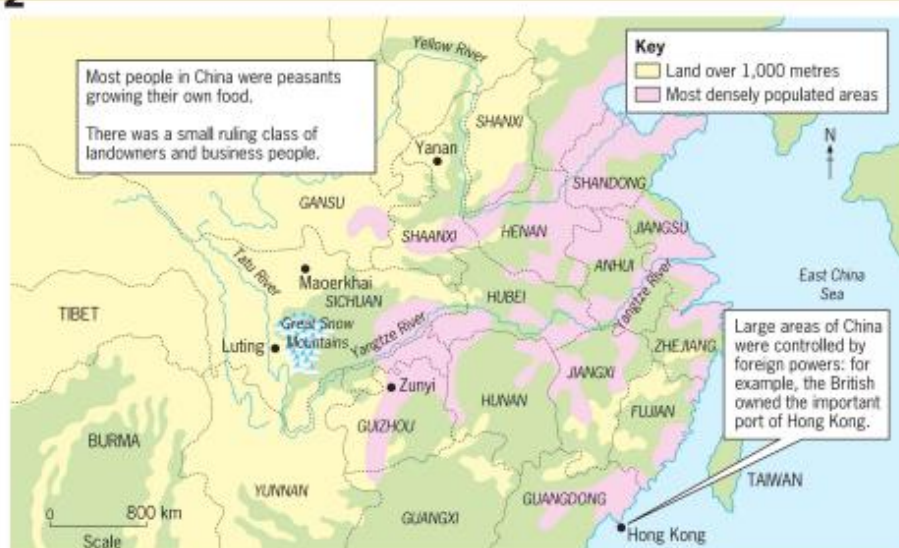 2
Most people in China were peasants
growing their own food.
There was a small ruling class of
landowners and business people.
Yellow River
Key
Land over 1,000 metres
Most densely populated areas
N
SHANXI
Yanan
GANSU
SHANDONG
SHAANXI
HENAN
JIANGSU
ANHUI
Tatu River
Maoerkhai
SICHUAN
HUBEI
Yangtze River
East China
Sea
TIBET
Great Snow
Mountains
Luting
Yangtze River
ZHEJIANG
Large areas of China
were controlled by
foreign powers: for
example, the British
owned the important
port of Hong Kong.
Zunyi
JIANGXI
HUNAN
GUIZHOU
FUJIAN
BURMA
TAIWAN
YUNNAN
GUANGXI
GUANGDONG
Hong Kong
0 800 km
Scale